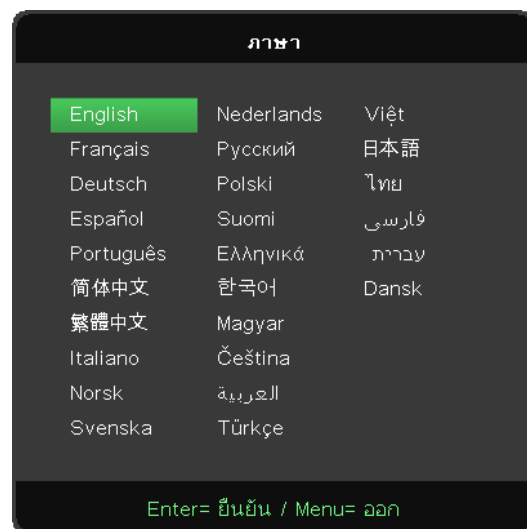 ภาษา
English Nederlands Việt
Français Русский 日本語
Deutsch Polski ไทย
Español Suomi فارسی
Português Ελληνικά עברית
简体中文 한국어 Dansk
繁體中文 Magyar
Italiano Čeština
Norsk العربية
Svenska Türkçe
Enter= ยืนยัน / Menu= ออก